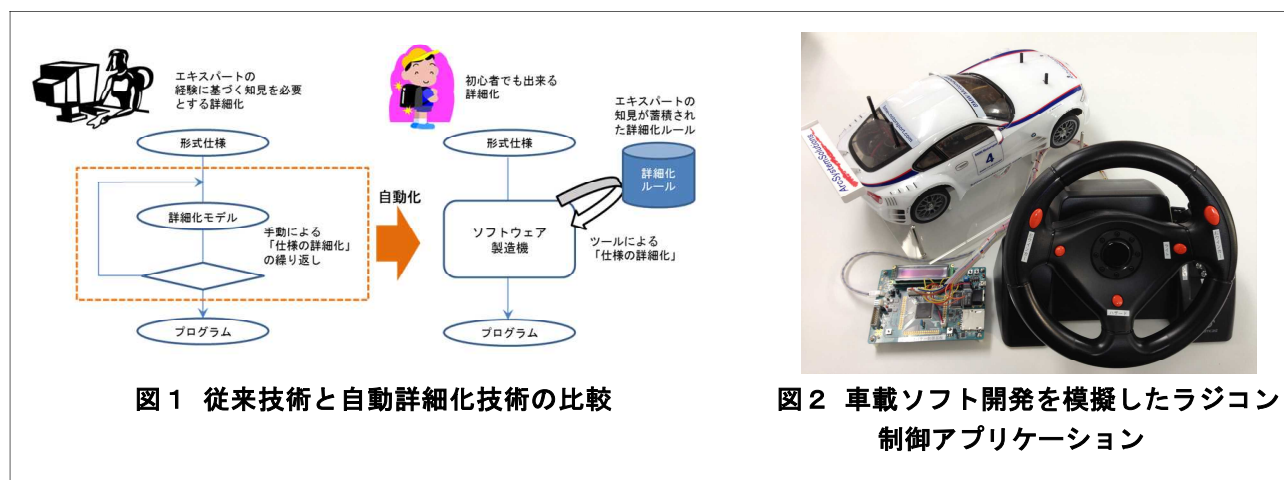 エキスパートの
経験に基づく知見を必要
とする詳細化
形式仕様
詳細化モデル
手動による
「仕様の詳細化」
の繰り返し
プログラム
自動化
初心者でも出来る
詳細化
形式仕様
ソフトウェア
製造機
プログラム
エキスパートの
知見が蓄積され
た詳細化ルール
詳細化
ルール
ツールによる
「仕様の詳細化」
図１ 従来技術と自動詳細化技術の比較
4
図２ 車載ソフト開発を模擬したラジコン
制御アプリケーション